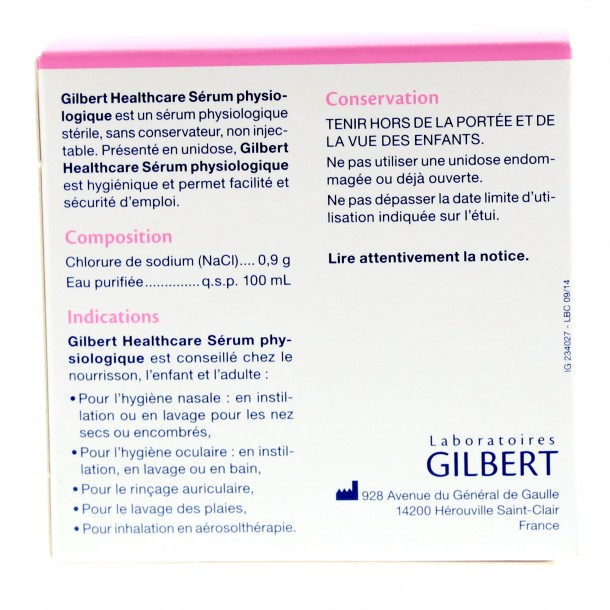 Gilbert Healthcare Sérum physio-
logique est un sérum physiologique
stérile, sans conservateur, non injec-
table. Présenté en unidose, Gilbert
Healthcare Sérum physiologique
est hygiénique et permet facilité et
sécurité d'emploi.
Composition
Chlorure de sodium (NaCl).... 0,9 g
Eau purifiée.............. q.s.p. 100 mL
Indications
Gilbert Healthcare Sérum phy-
siologique est conseillé chez le
nourrisson, l'enfant et l'adulte :
• Pour l'hygiène nasale : en instil-
lation ou en lavage pour les nez
secs ou encombrés,
• Pour l'hygiène oculaire : en instil-
lation, en lavage ou en bain,
• Pour le rinçage auriculaire,
• Pour le lavage des plaies,
• Pour inhalation en aérosolthérapie.
Conservation
TENIR HORS DE LA PORTÉE ET DE
LA VUE DES ENFANTS.
Ne pas utiliser une unidose endom-
magée ou déjà ouverte.
Ne pas dépasser la date limite d'uti-
lisation indiquée sur l'étui.
Lire attentivement la notice.
IG 234027 - LBC 09/14
Laboratoires
GILBERT
928 Avenue du Général de Gaulle
14200 Hérouville Saint-Clair
France